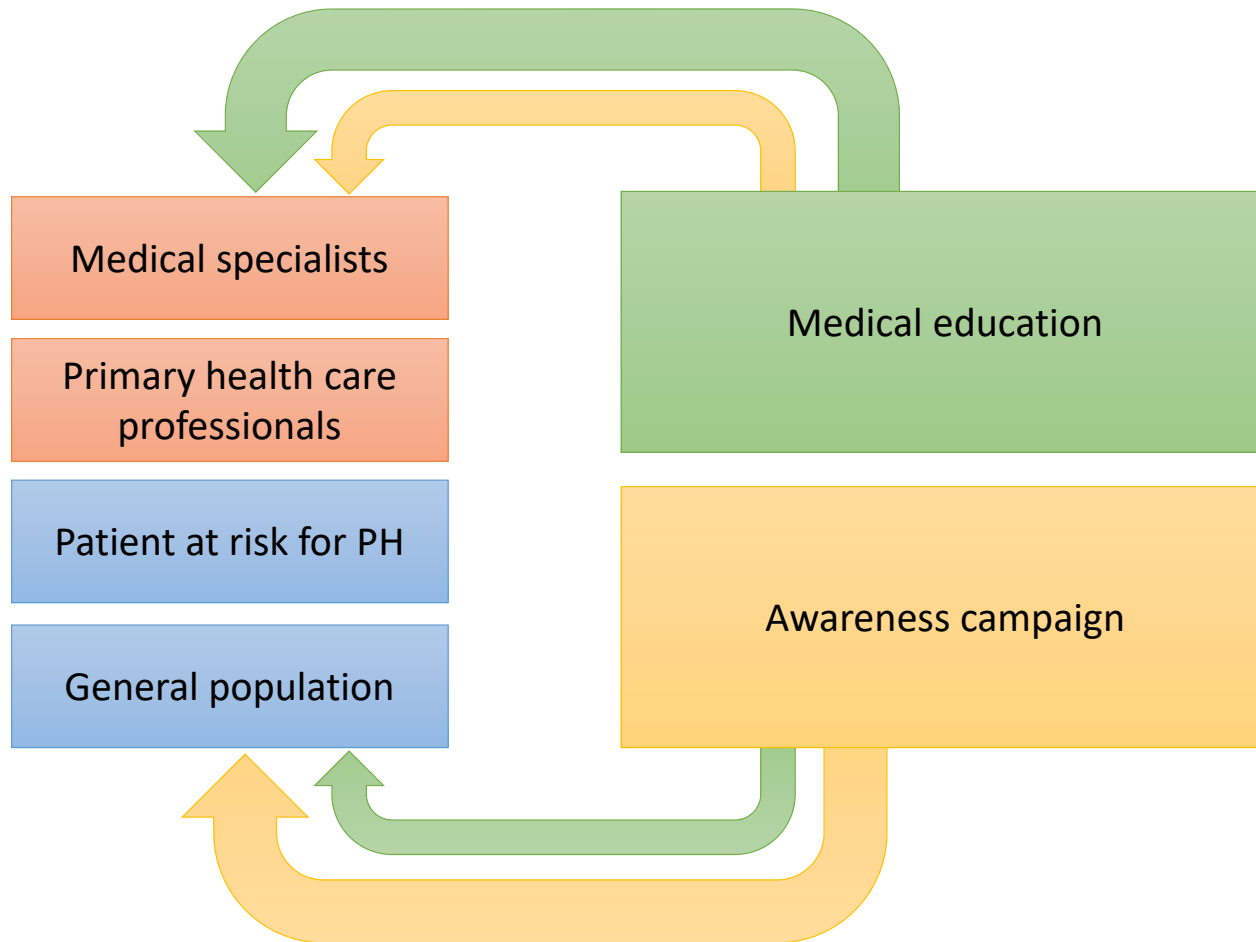 Medical specialists
Primary health care
professionals
Patient at risk for PH
General population
Medical education
Awareness campaign